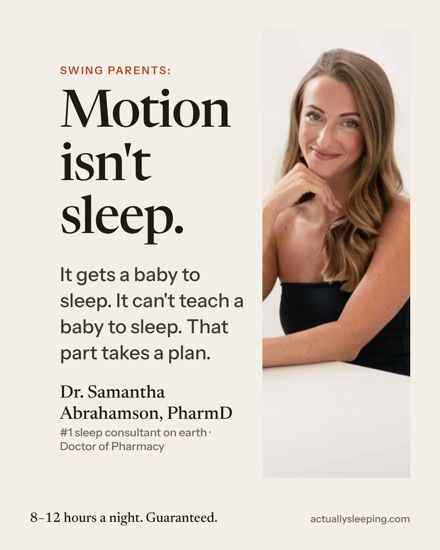 SWING PARENTS:
Motion
isn't
sleep.
It gets a baby to
sleep. It can't teach a
baby to sleep. That
part takes a plan.
Dr. Samantha
Abrahamson, PharmD
#1 sleep consultant on earth ·
Doctor of Pharmacy
8–12 hours a night. Guaranteed.
actuallysleeping.com